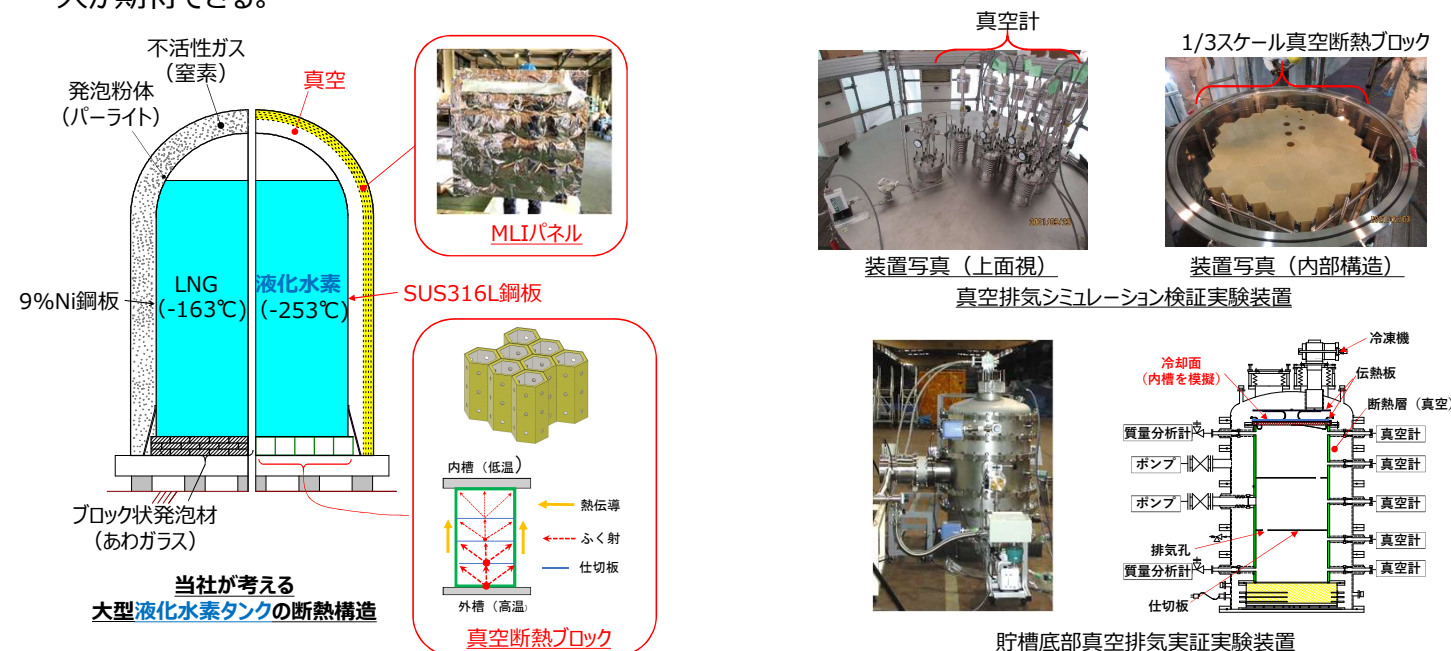 大が期待できる。
不活性ガス
（窒素）
発泡粉体
（パーライト）
真空
MLIパネル
LNG
(-163℃)
液化水素
(-253℃)
9%Ni鋼板
SUS316L鋼板
内槽（低温）
熱伝導
ふく射
仕切板
外槽（高温）
真空断熱ブロック
ブロック状発泡材
（あわガラス）
当社が考える
大型液化水素タンクの断熱構造
真空計
1/3スケール真空断熱ブロック
装置写真（上面視）
装置写真（内部構造）
真空排気シミュレーション検証実験装置
冷凍機
冷却面
（内槽を模擬）
伝熱板
断熱層（真空）
質量分析計
真空計
ポンプ
真空計
ポンプ
真空計
真空計
排気孔
質量分析計
真空計
仕切板
貯槽底部真空排気実証実験装置